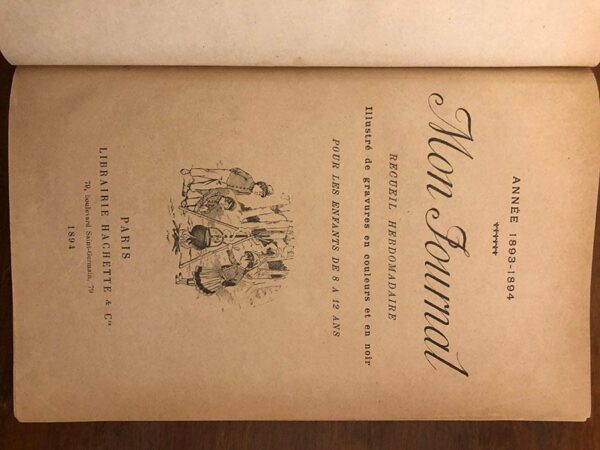 ANNÉE 1893-1894
Mon Journal
RECUEIL HEBDOMADAIRE
Illustré de gravures en couleurs et en noir
POUR LES ENFANTS DE 8 A 12 ANS
PARIS
LIBRAIRIE HACHETTE & Cie
79, Boulevard Saint-Germain, 79
1894